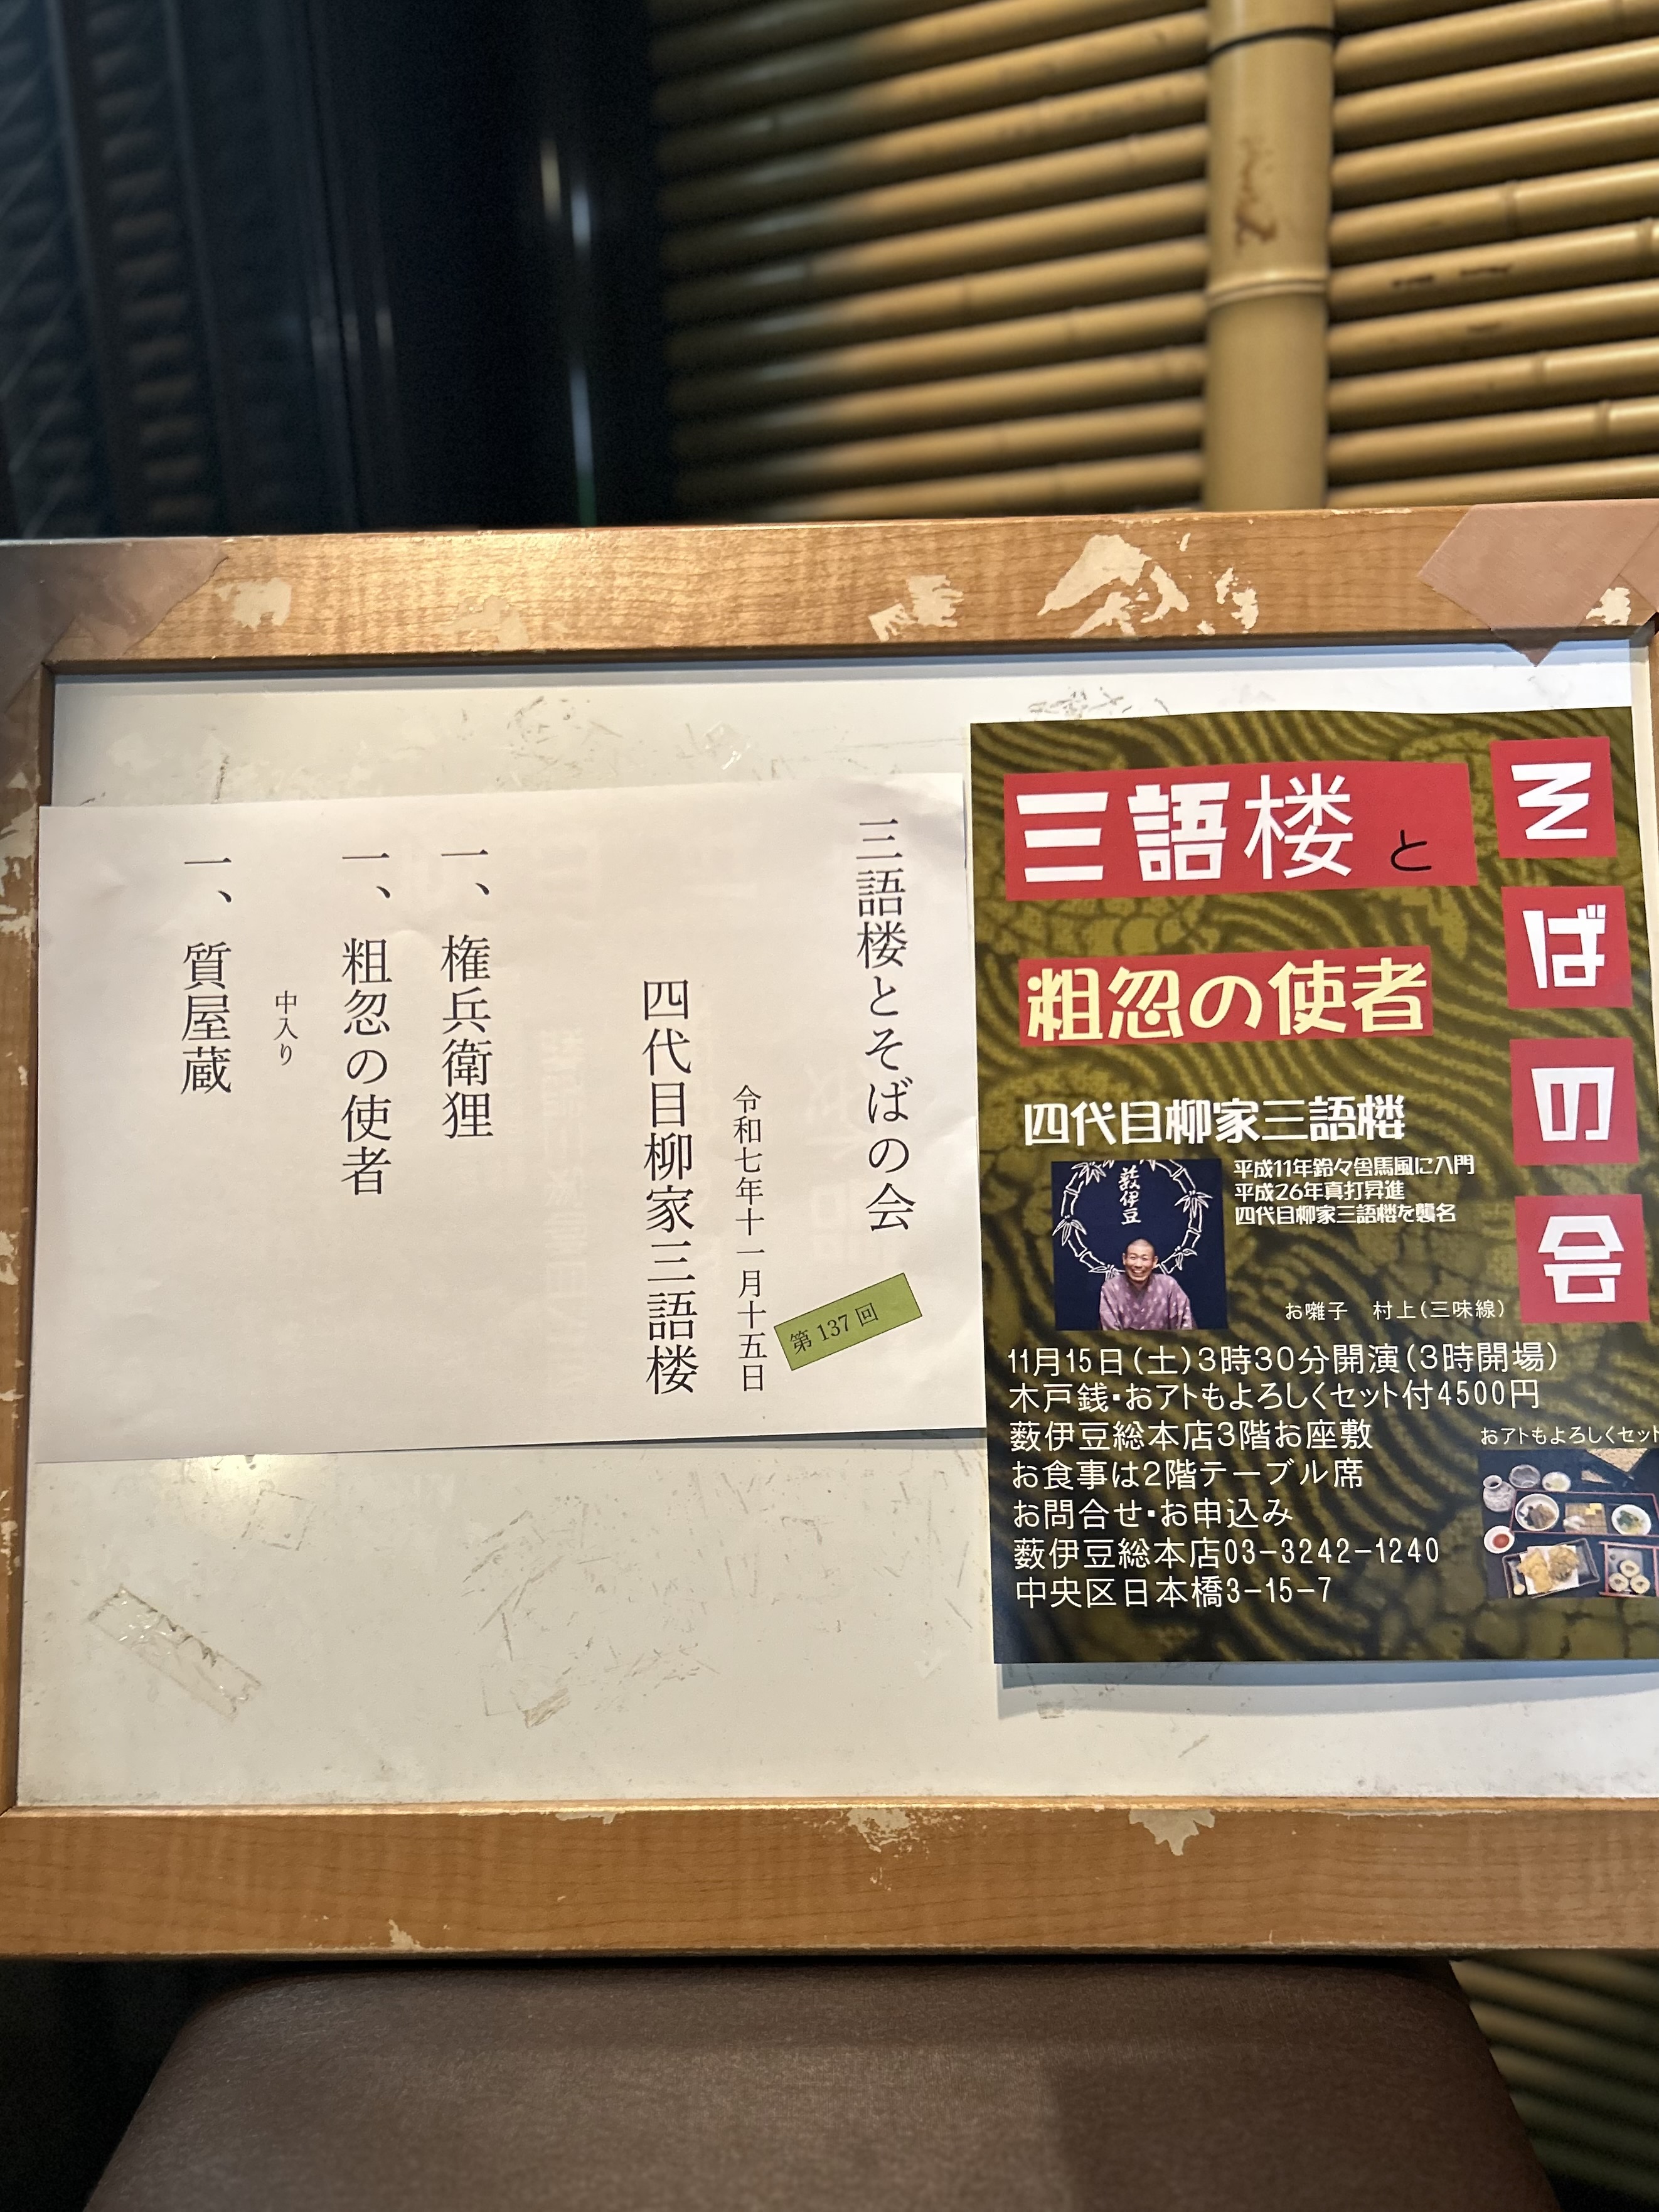 三語楼と
そばの会
粗忽の使者
四代目柳家三語楼
藪伊豆
平成11年鈴々舎馬風に入門
平成26年真打昇進
四代目柳家三語楼を襲名
お囃子　村上(三味線)
11月15日(土)3時30分開演(3時開場)
木戸銭・おアトもよろしくセット付4500円
藪伊豆総本店3階お座敷
お食事は2階テーブル席
お問合せ・お申込み
藪伊豆総本店03-3242-1240
中央区日本橋3-15-7
おアトもよろしくセット
三語楼とそばの会
第137回
令和七年十一月十五日
四代目柳家三語楼
一、権兵衛狸
一、粗忽の使者
中入り
一、質屋蔵